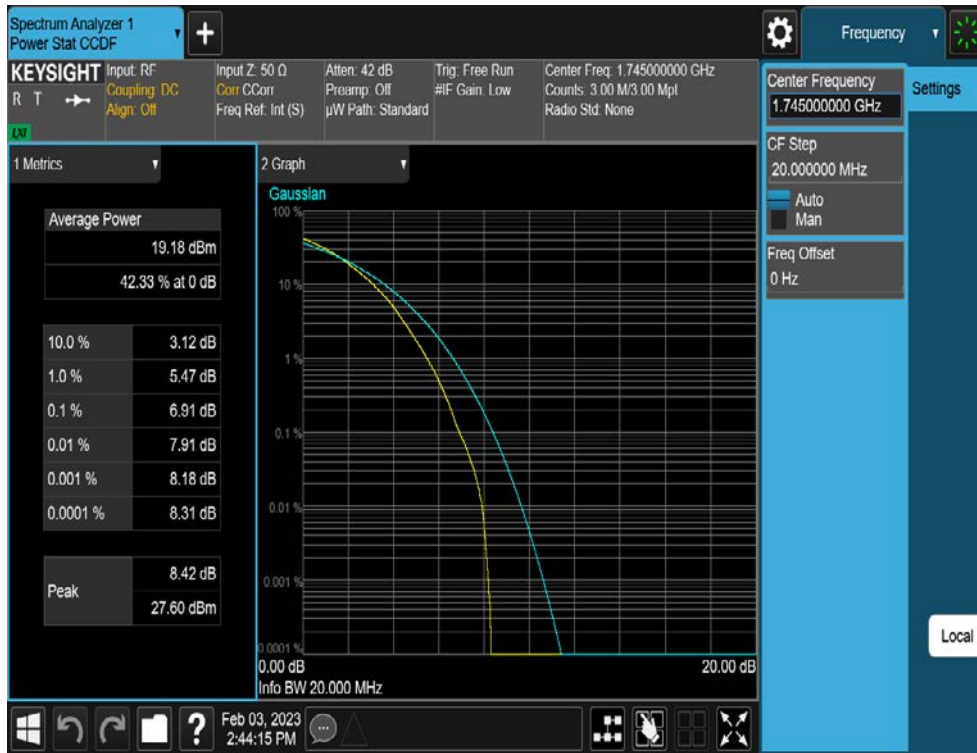 Spectrum Analyzer 1
Power Stat CCDF
+
Frequency
KEYSIGHT
R T
LXI
Input: RF
Coupling: DC
Align: Off
Input Z: 50 Ω
Corr CCorr
Freq Ref: Int (S)
Atten: 42 dB
Preamp: Off
µW Path: Standard
Trig: Free Run
#IF Gain: Low
Center Freq: 1.745000000 GHz
Counts: 3.00 M/3.00 Mpt
Radio Std: None
Center Frequency
1.745000000 GHz
Settings
CF Step
20.000000 MHz
Auto
Man
Freq Offset
0 Hz
Local
1 Metrics
Average Power
19.18 dBm
42.33 % at 0 dB
10.0 % 3.12 dB
1.0 % 5.47 dB
0.1 % 6.91 dB
0.01 % 7.91 dB
0.001 % 8.18 dB
0.0001 % 8.31 dB
Peak
8.42 dB
27.60 dBm
2 Graph
Gaussian
100 %
10 %
1 %
0.1 %
0.01 %
0.001 %
0.0001 %
0.00 dB 20.00 dB
Info BW 20.000 MHz
?
Feb 03, 2023
2:44:15 PM